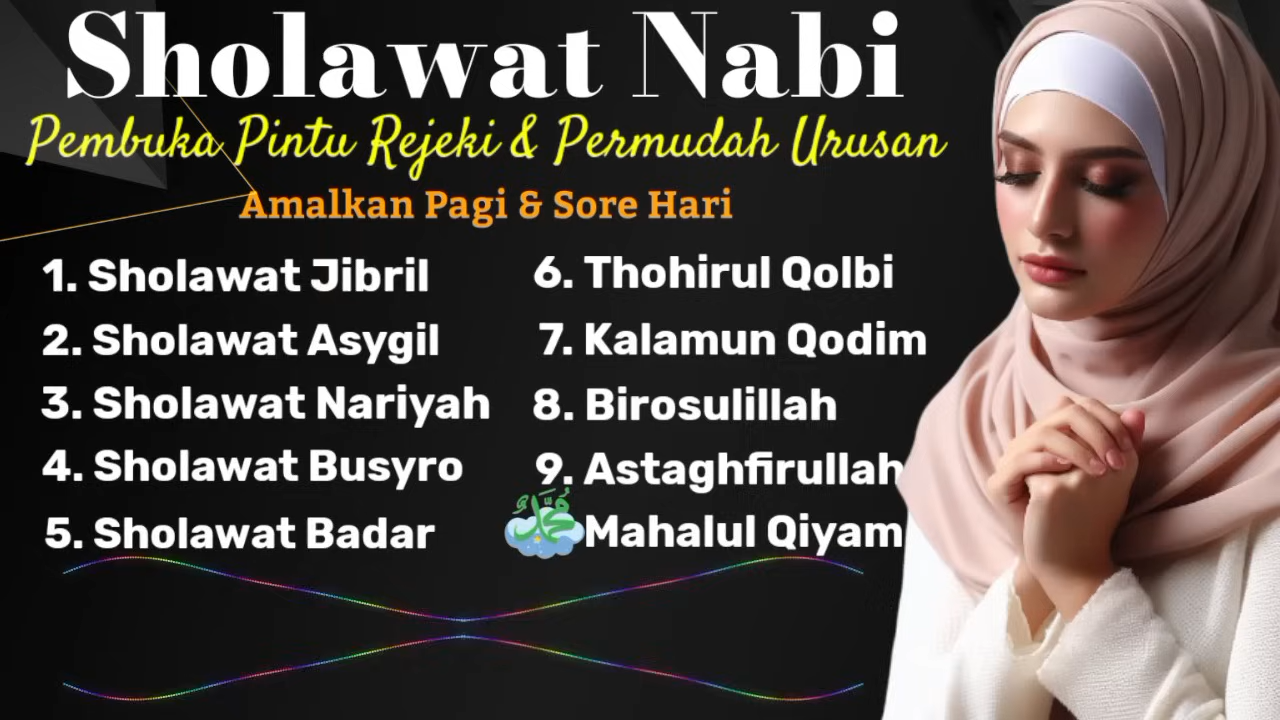 Sholawat Nabi
Pembuka Pintu Rejeki & Permudah Urusan
Amalkan Pagi & Sore Hari
1. Sholawat Jibril
2. Sholawat Asygil
3. Sholawat Nariyah
4. Sholawat Busyro
5. Sholawat Badar
6. Thohirul Qolbi
7. Kalamun Qodim
8. Birosulillah
9. Astaghfirullah
محمد
Mahalul Qiyam